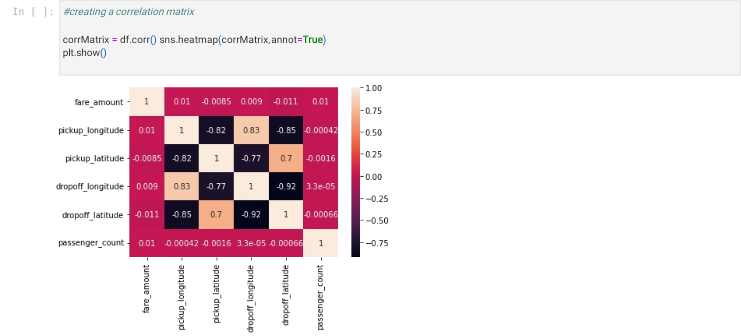 In [ ]:
#creating a correlation matrix
corrMatrix = df.corr() sns.heatmap(corrMatrix,annot=True)
plt.show()
fare_amount 1 0.01 -0.0085 0.009 -0.011 0.01
pickup_longitude 0.01 1 -0.82 0.83 -0.85 -0.00042
pickup_latitude -0.0085 -0.82 1 -0.77 0.7 -0.0016
dropoff_longitude 0.009 0.83 -0.77 1 -0.92 3.3e-05
dropoff_latitude -0.011 -0.85 0.7 -0.92 1 -0.00066
passenger_count 0.01 -0.00042 -0.0016 3.3e-05 -0.00066 1
fare_amount
pickup_longitude
pickup_latitude
dropoff_longitude
dropoff_latitude
passenger_count
1.00
0.75
0.50
0.25
0.00
-0.25
-0.50
-0.75